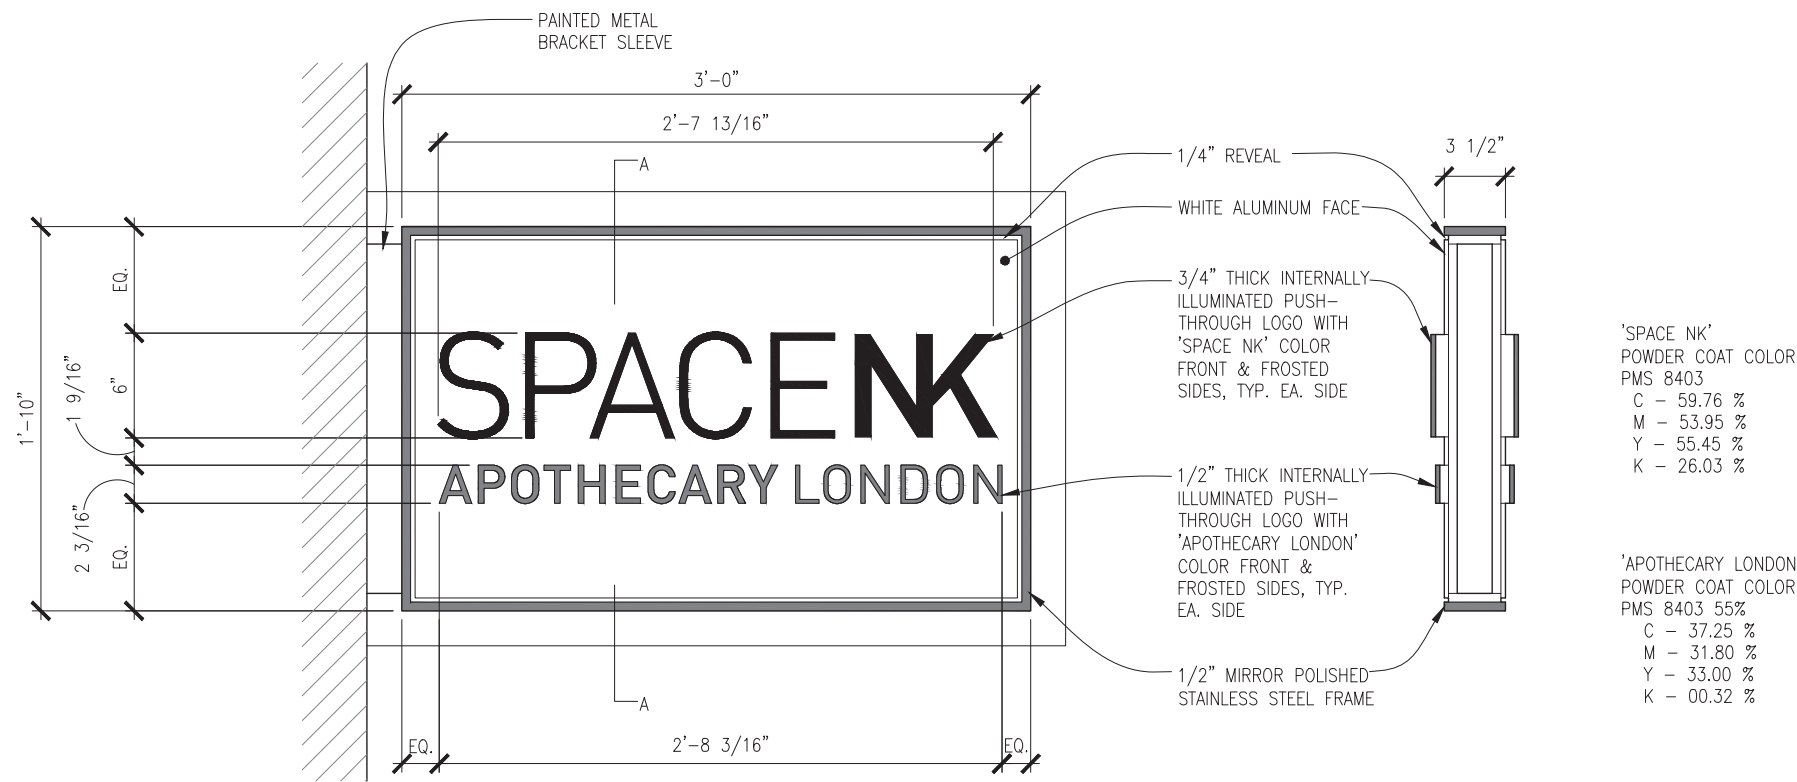 PAINTED METAL
BRACKET SLEEVE
3'-0"
2'-7 13/16"
A
1/4" REVEAL
3 1/2"
WHITE ALUMINUM FACE
EQ.
3/4" THICK INTERNALLY
ILLUMINATED PUSH-
THROUGH LOGO WITH
'SPACE NK' COLOR
FRONT & FROSTED
SIDES, TYP. EA. SIDE
'SPACE NK'
POWDER COAT COLOR
PMS 8403
C - 59.76 %
M - 53.95 %
Y - 55.45 %
K - 26.03 %
1'-10"
1 9/16"
6"
SPACENK
APOTHECARY LONDON
2 3/16"
EQ.
1/2" THICK INTERNALLY
ILLUMINATED PUSH-
THROUGH LOGO WITH
'APOTHECARY LONDON'
COLOR FRONT &
FROSTED SIDES, TYP.
EA. SIDE
'APOTHECARY LONDON
POWDER COAT COLOR
PMS 8403 55%
C - 37.25 %
M - 31.80 %
Y - 33.00 %
K - 00.32 %
1/2" MIRROR POLISHED
STAINLESS STEEL FRAME
A
EQ.
2'-8 3/16"
EQ.